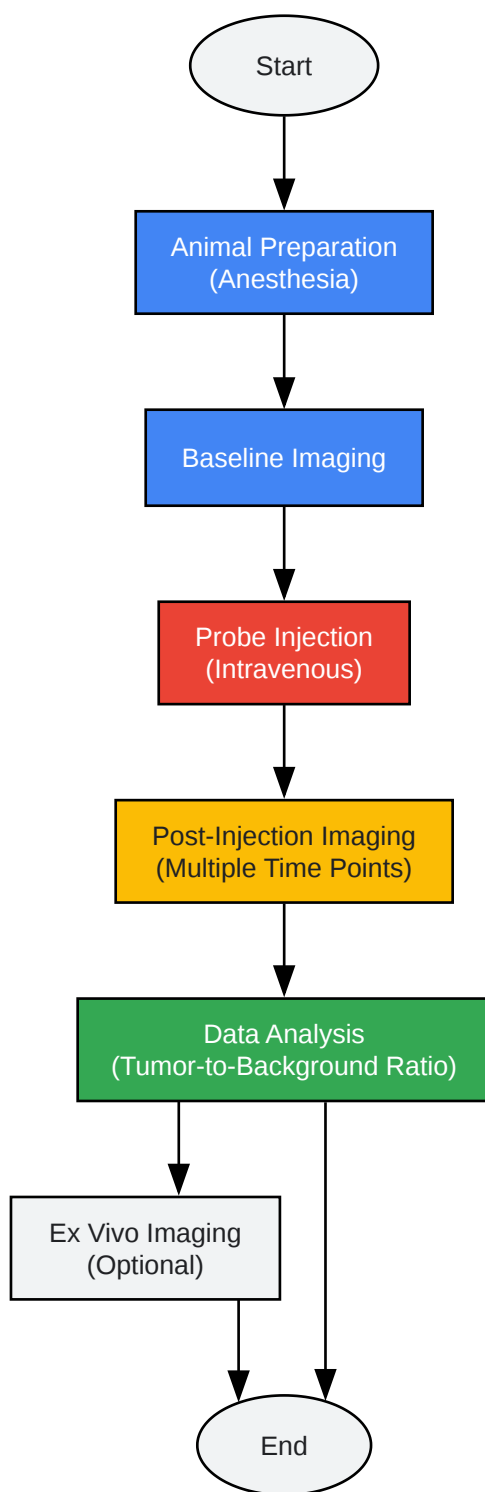 Start
Animal Preparation
(Anesthesia)
Baseline Imaging
Probe Injection
(Intravenous)
Post-Injection Imaging
(Multiple Time Points)
Data Analysis
(Tumor-to-Background Ratio)
Ex Vivo Imaging
(Optional)
End